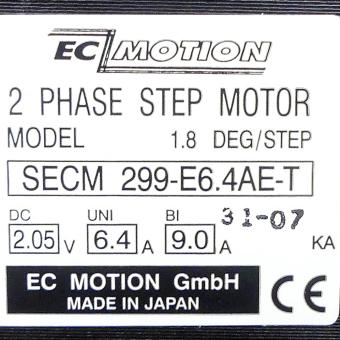 EC MOTION
2 PHASE STEP MOTOR
MODEL 1.8 DEG/STEP
SECM 299-E6.4AE-T
DC UNI BI 31-07
2.05 V 6.4 A 9.0 A KA
EC MOTION GmbH
MADE IN JAPAN
CE